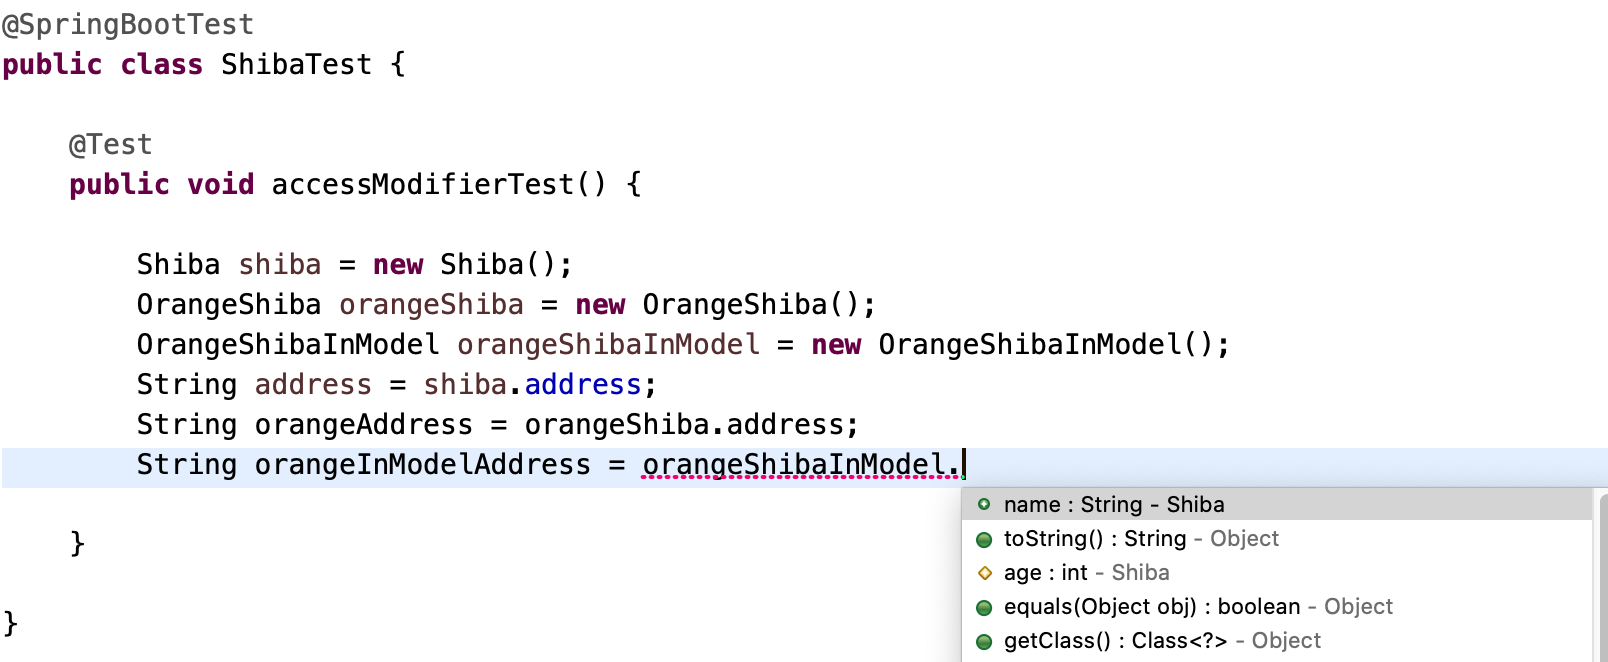 @SpringBootTest
public class ShibaTest {
@Test
public void accessModifierTest() {
Shiba shiba = new Shiba();
OrangeShiba orangeShiba = new OrangeShiba();
OrangeShibaInModel orangeShibaInModel = new OrangeShibaInModel();
String address = shiba.address;
String orangeAddress = orangeShiba.address;
String orangeInModelAddress = orangeShibaInModel.
name : String - Shiba
toString() : String - Object
age : int - Shiba
equals(Object obj) : boolean - Object
getClass() : Class<?> - Object
}
}